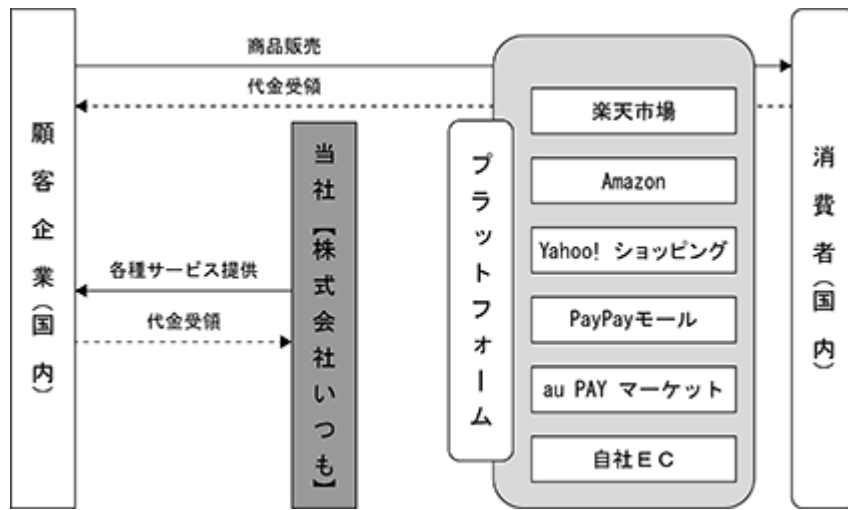 顧客企業（国内）
商品販売
代金受領
当社【株式会社いつも】
各種サービス提供
代金受領
プラットフォーム
楽天市場
Amazon
Yahoo! ショッピング
PayPayモール
au PAY マーケット
自社ＥＣ
消費者（国内）